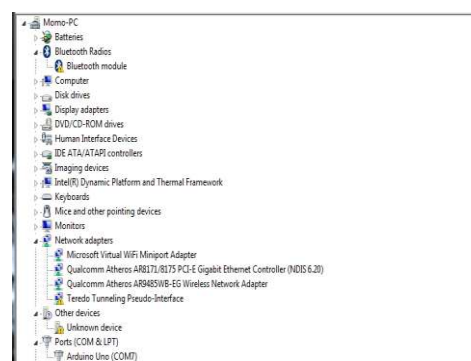 Momo-PC
Batteries
Bluetooth Radios
Bluetooth module
Computer
Disk drives
Display adapters
DVD/CD-ROM drives
Human Interface Devices
IDE ATA/ATAPI controllers
Imaging devices
Intel(R) Dynamic Platform and Thermal Framework
Keyboards
Mice and other pointing devices
Monitors
Network adapters
Microsoft Virtual WiFi Miniport Adapter
Qualcomm Atheros AR8171/8175 PCI-E Gigabit Ethernet Controller (NDIS 6.20)
Qualcomm Atheros AR9485WB-EG Wireless Network Adapter
Teredo Tunneling Pseudo-Interface
Other devices
Unknown device
Ports (COM & LPT)
Arduino Uno (COM7)